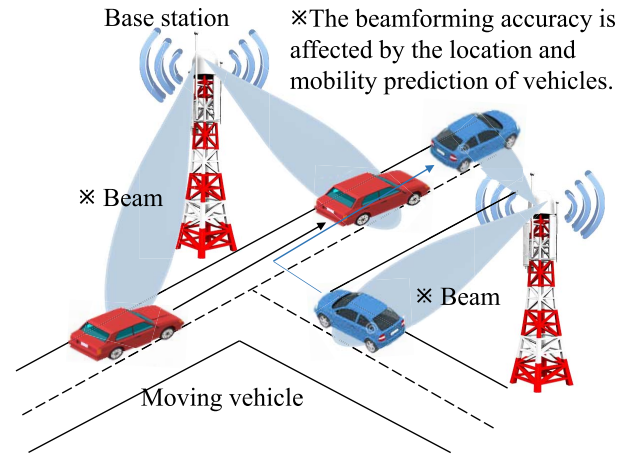 Base station
※The beamforming accuracy is
affected by the location and
mobility prediction of vehicles.
※ Beam
※ Beam
Moving vehicle